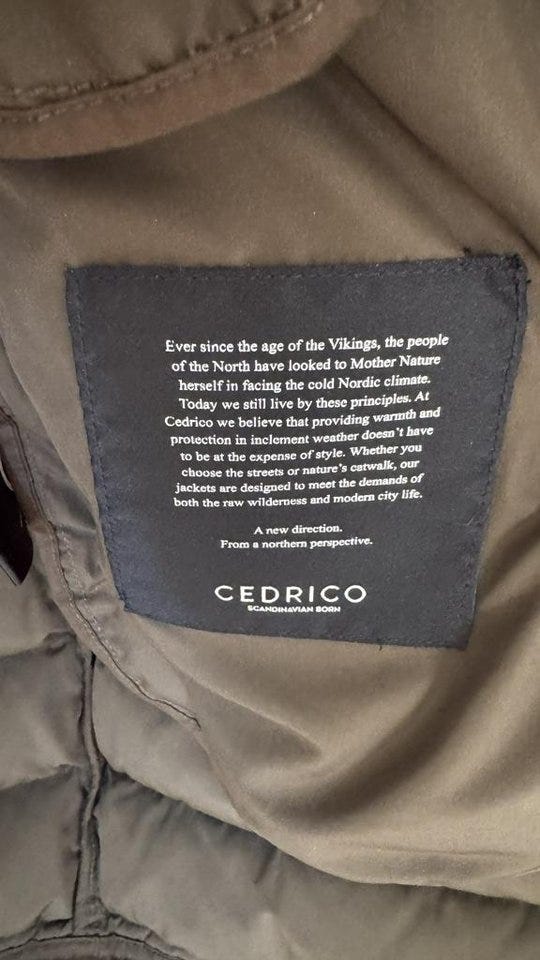 Ever since the age of the Vikings, the people
of the North have looked to Mother Nature
herself in facing the cold Nordic climate.
Today we still live by these principles. At
Cedrico we believe that providing warmth and
protection in inclement weather doesn't have
to be at the expense of style. Whether you
choose the streets or nature's catwalk, our
jackets are designed to meet the demands of
both the raw wilderness and modern city life.
A new direction.
From a northern perspective.
CEDRICO
SCANDINAVIAN BORN